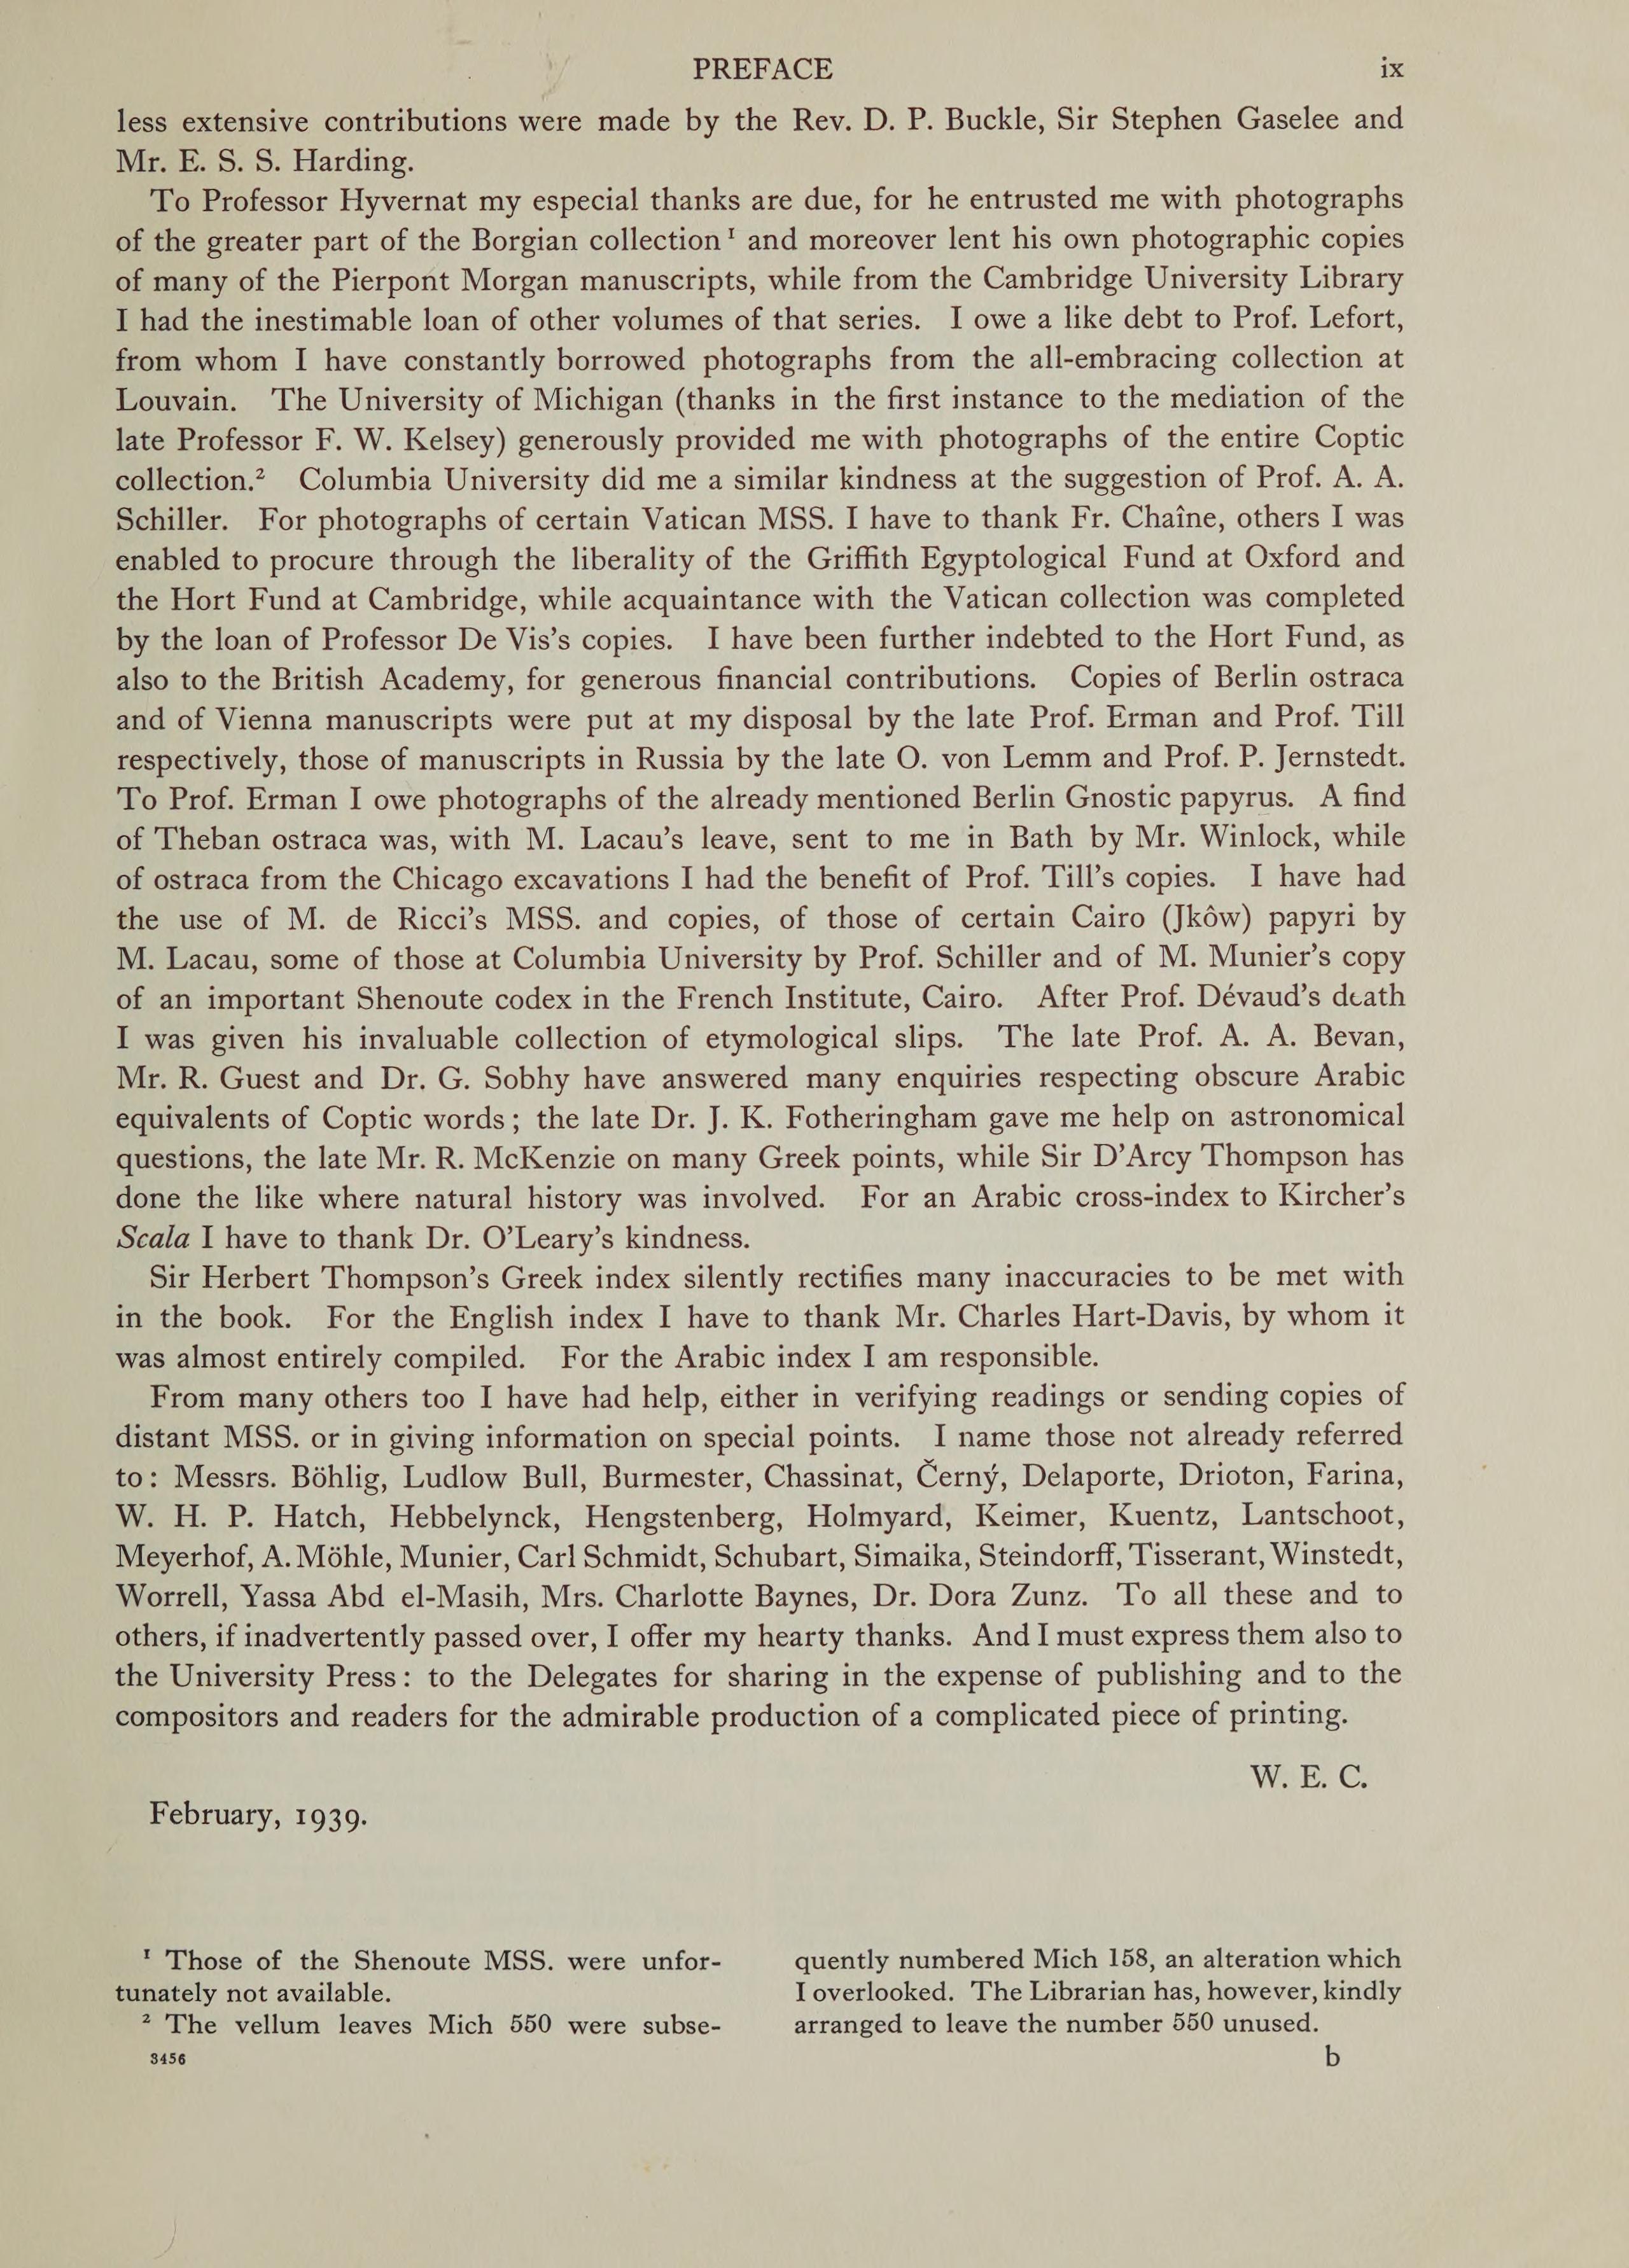 PREFACE ix
less extensive contributions were made by the Rev. D. P. Buckle, Sir Stephen Gaselee and
Mr. E. S. S. Harding.
To Professor Hyvernat my especial thanks are due, for he entrusted me with photographs
of the greater part of the Borgian collection¹ and moreover lent his own photographic copies
of many of the Pierpont Morgan manuscripts, while from the Cambridge University Library
I had the inestimable loan of other volumes of that series. I owe a like debt to Prof. Lefort,
from whom I have constantly borrowed photographs from the all-embracing collection at
Louvain. The University of Michigan (thanks in the first instance to the mediation of the
late Professor F. W. Kelsey) generously provided me with photographs of the entire Coptic
collection.² Columbia University did me a similar kindness at the suggestion of Prof. A. A.
Schiller. For photographs of certain Vatican MSS. I have to thank Fr. Chaîne, others I was
enabled to procure through the liberality of the Griffith Egyptological Fund at Oxford and
the Hort Fund at Cambridge, while acquaintance with the Vatican collection was completed
by the loan of Professor De Vis's copies. I have been further indebted to the Hort Fund, as
also to the British Academy, for generous financial contributions. Copies of Berlin ostraca
and of Vienna manuscripts were put at my disposal by the late Prof. Erman and Prof. Till
respectively, those of manuscripts in Russia by the late O. von Lemm and Prof. P. Jernstedt.
To Prof. Erman I owe photographs of the already mentioned Berlin Gnostic papyrus. A find
of Theban ostraca was, with M. Lacau's leave, sent to me in Bath by Mr. Winlock, while
of ostraca from the Chicago excavations I had the benefit of Prof. Till's copies. I have had
the use of M. de Ricci's MSS. and copies, of those of certain Cairo (Jkôw) papyri by
M. Lacau, some of those at Columbia University by Prof. Schiller and of M. Munier's copy
of an important Shenoute codex in the French Institute, Cairo. After Prof. Dévaud's death
I was given his invaluable collection of etymological slips. The late Prof. A. A. Bevan,
Mr. R. Guest and Dr. G. Sobhy have answered many enquiries respecting obscure Arabic
equivalents of Coptic words; the late Dr. J. K. Fotheringham gave me help on astronomical
questions, the late Mr. R. McKenzie on many Greek points, while Sir D'Arcy Thompson has
done the like where natural history was involved. For an Arabic cross-index to Kircher's
Scala I have to thank Dr. O'Leary's kindness.
Sir Herbert Thompson's Greek index silently rectifies many inaccuracies to be met with
in the book. For the English index I have to thank Mr. Charles Hart-Davis, by whom it
was almost entirely compiled. For the Arabic index I am responsible.
From many others too I have had help, either in verifying readings or sending copies of
distant MSS. or in giving information on special points. I name those not already referred
to: Messrs. Böhlig, Ludlow Bull, Burmester, Chassinat, Černý, Delaporte, Drioton, Farina,
W. H. P. Hatch, Hebbelynck, Hengstenberg, Holmyard, Keimer, Kuentz, Lantschoot,
Meyerhof, A. Möhle, Munier, Carl Schmidt, Schubart, Simaika, Steindorff, Tisserant, Winstedt,
Worrell, Yassa Abd el-Masih, Mrs. Charlotte Baynes, Dr. Dora Zunz. To all these and to
others, if inadvertently passed over, I offer my hearty thanks. And I must express them also to
the University Press: to the Delegates for sharing in the expense of publishing and to the
compositors and readers for the admirable production of a complicated piece of printing.
W. E. C.
February, 1939.
¹ Those of the Shenoute MSS. were unfor-
tunately not available.
² The vellum leaves Mich 550 were subse-
quently numbered Mich 158, an alteration which
I overlooked. The Librarian has, however, kindly
arranged to leave the number 550 unused.
3456 b